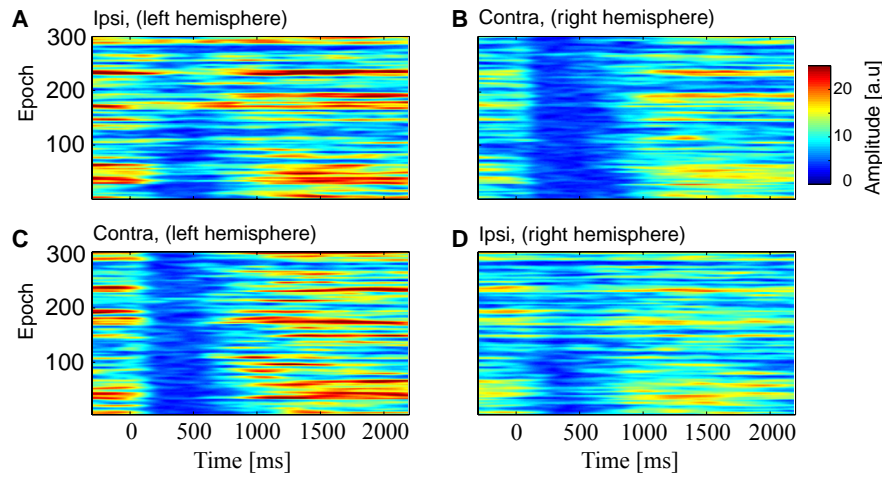 A Ipsi, (left hemisphere)
B Contra, (right hemisphere)
300
200
100
Epoch
20
10
0
Amplitude [a.u]
C Contra, (left hemisphere)
D Ipsi, (right hemisphere)
300
200
100
Epoch
0 500 1000 1500 2000
0 500 1000 1500 2000
Time [ms]
Time [ms]